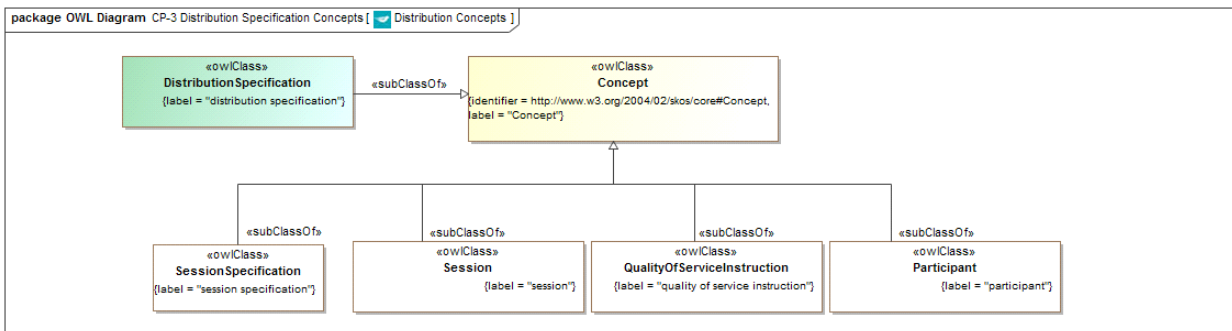 package OWL Diagram CP-3 Distribution Specification Concepts [ Distribution Concepts ]
«owlClass»
DistributionSpecification
{label = "distribution specification"}
«subClassOf»
«owlClass»
Concept
{identifier = http://www.w3.org/2004/02/skos/core#Concept,
label = "Concept"}
«subClassOf»
«subClassOf»
«subClassOf»
«subClassOf»
«owlClass»
SessionSpecification
{label = "session specification"}
«owlClass»
Session
{label = "session"}
«owlClass»
QualityOfServiceInstruction
{label = "quality of service instruction"}
«owlClass»
Participant
{label = "participant"}